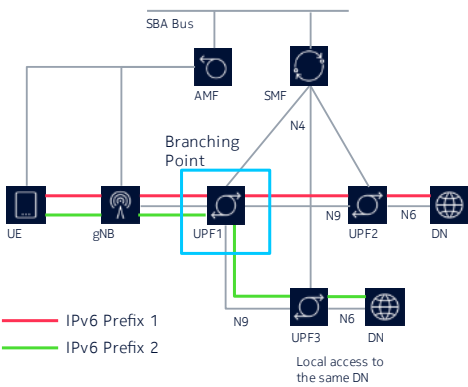 SBA Bus
AMF
SMF
N4
Branching
Point
UE
gNB
UPF1
N9
UPF2
N6
DN
N9
UPF3
N6
DN
IPv6 Prefix 1
IPv6 Prefix 2
Local access to
the same DN